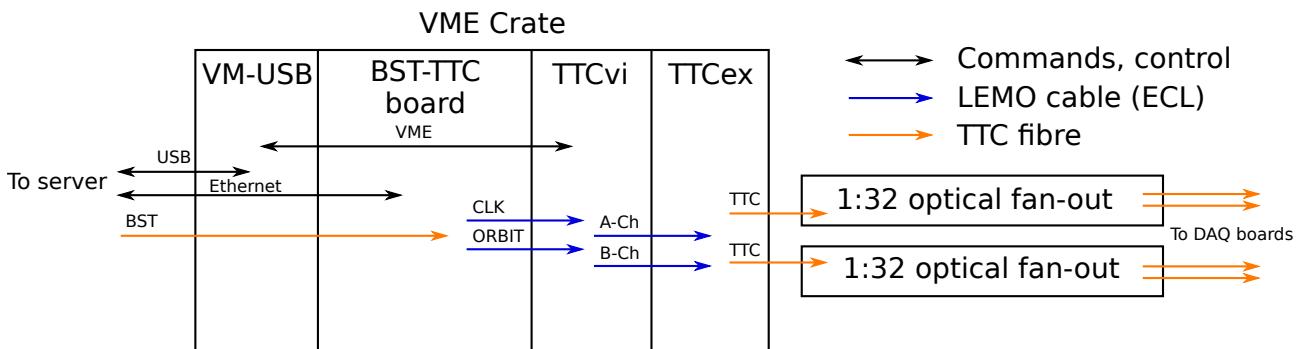 VME Crate
VM-USB
BST-TTC
board
TTCvi
TTCex
Commands, control
LEMO cable (ECL)
TTC fibre
VME
USB
To server
Ethernet
BST
CLK
ORBIT
A-Ch
B-Ch
TTC
TTC
1:32 optical fan-out
To DAQ boards
1:32 optical fan-out